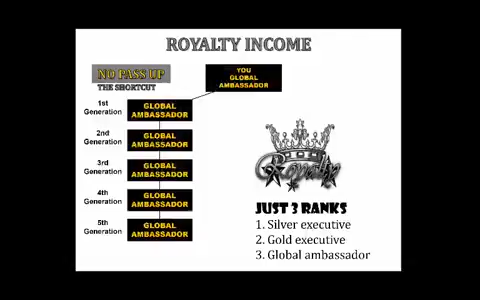 ROYALTY INCOME
NO PASS UP
THE SHORTCUT
YOU
GLOBAL
AMBASSADOR
1st
Generation
GLOBAL
AMBASSADOR
2nd
Generation
GLOBAL
AMBASSADOR
3rd
Generation
GLOBAL
AMBASSADOR
4th
Generation
GLOBAL
AMBASSADOR
5th
Generation
GLOBAL
AMBASSADOR
Royalty
JUST 3 RANKS
1. Silver executive
2. Gold executive
3. Global ambassador